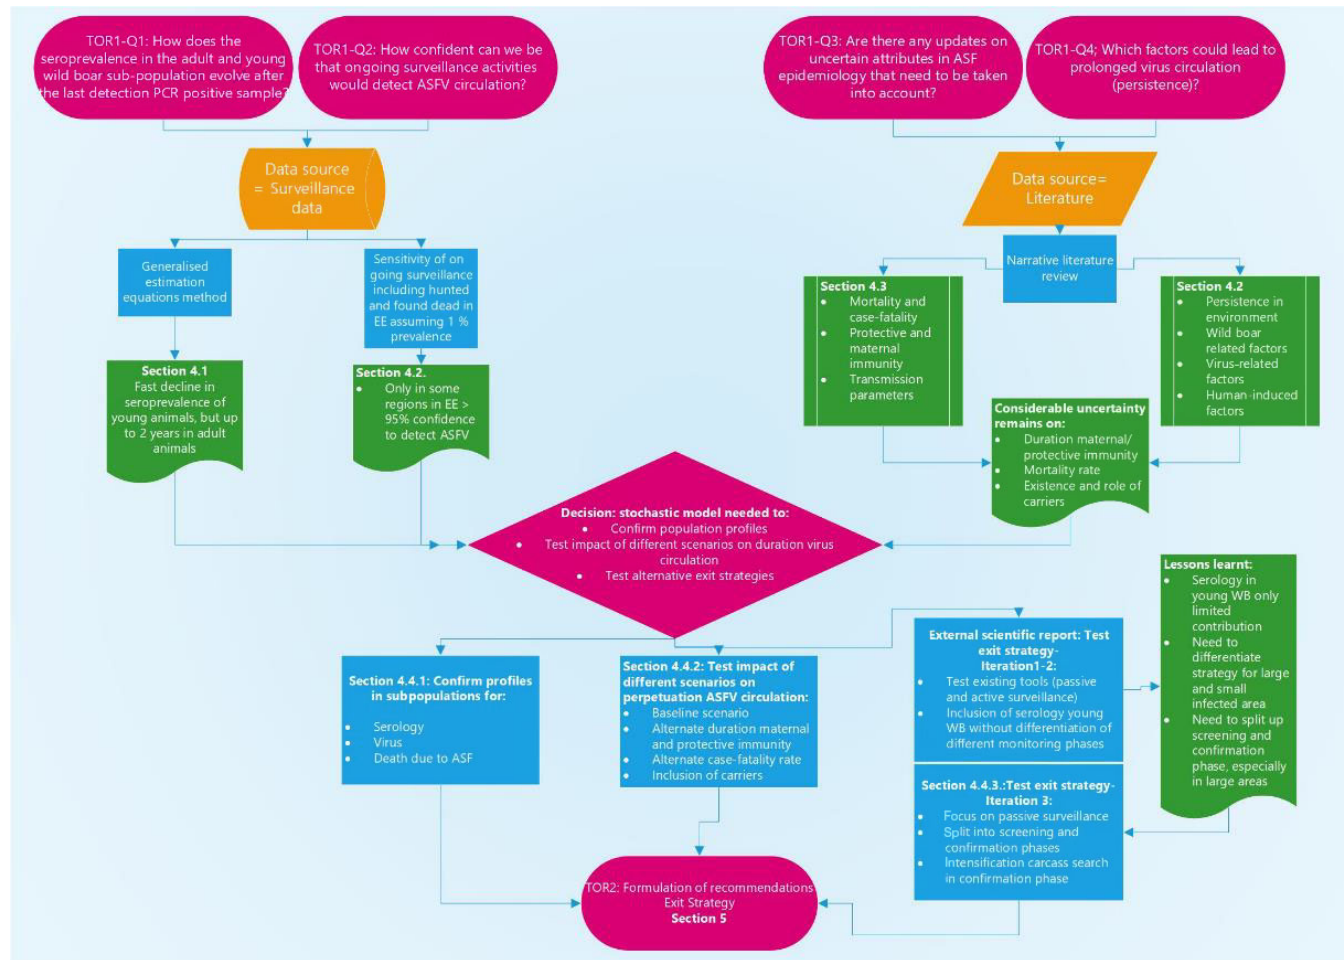 TOR1-Q1: How does the
seroprevalence in the adult and young
wild boar sub-population evolve after
the last detection PCR positive sample?
TOR1-Q2: How confident can we be
that ongoing surveillance activities
would detect ASFV circulation?
TOR1-Q3: Are there any updates on
uncertain attributes in ASF
epidemiology that need to be taken
into account?
TOR1-Q4; Which factors could lead to
prolonged virus circulation
(persistence)?
Data source
= Surveillance
data
Data source=
Literature
Generalised
estimation
equations method
Sensitivity of on
going surveillance
including hunted
and found dead in
EE assuming 1 %
prevalence
Narrative literature
review
Section 4.1
Fast decline in
seroprevalence of
young animals, but up
to 2 years in adult
animals
Section 4.2.
• Only in some
regions in EE >
95% confidence
to detect ASFV
Section 4.3
• Mortality and
case-fatality
• Protective and
maternal
immunity
• Transmission
parameters
Section 4.2
• Persistence in
environment
• Wild boar
related factors
• Virus-related
factors
• Human-induced
factors
Considerable uncertainty
remains on:
• Duration maternal/
protective immunity
• Mortality rate
• Existence and role of
carriers
Decision: stochastic model needed to:
• Confirm population profiles
• Test impact of different scenarios on duration virus
circulation
• Test alternative exit strategies
Section 4.4.1: Confirm profiles
in subpopulations for:
• Serology
• Virus
• Death due to ASF
Section 4.4.2: Test impact of
different scenarios on
perpetuation ASFV circulation:
• Baseline scenario
• Alternate duration maternal
and protective immunity
• Alternate case-fatality rate
• Inclusion of carriers
External scientific report: Test
exit strategy-
Iteration1-2:
• Test existing tools (passive
and active surveillance)
• Inclusion of serology young
WB without differentiation of
different monitoring phases
Lessons learnt:
• Serology in
young WB only
limited
contribution
• Need to
differentiate
strategy for large
and small
infected area
• Need to split up
screening and
confirmation
phase, especially
in large areas
Section 4.4.3.:Test exit strategy-
Iteration 3:
• Focus on passive surveillance
• Split into screening and
confirmation phases
• Intensification carcass search
in confirmation phase
TOR2: Formulation of recommendations
Exit Strategy
Section 5